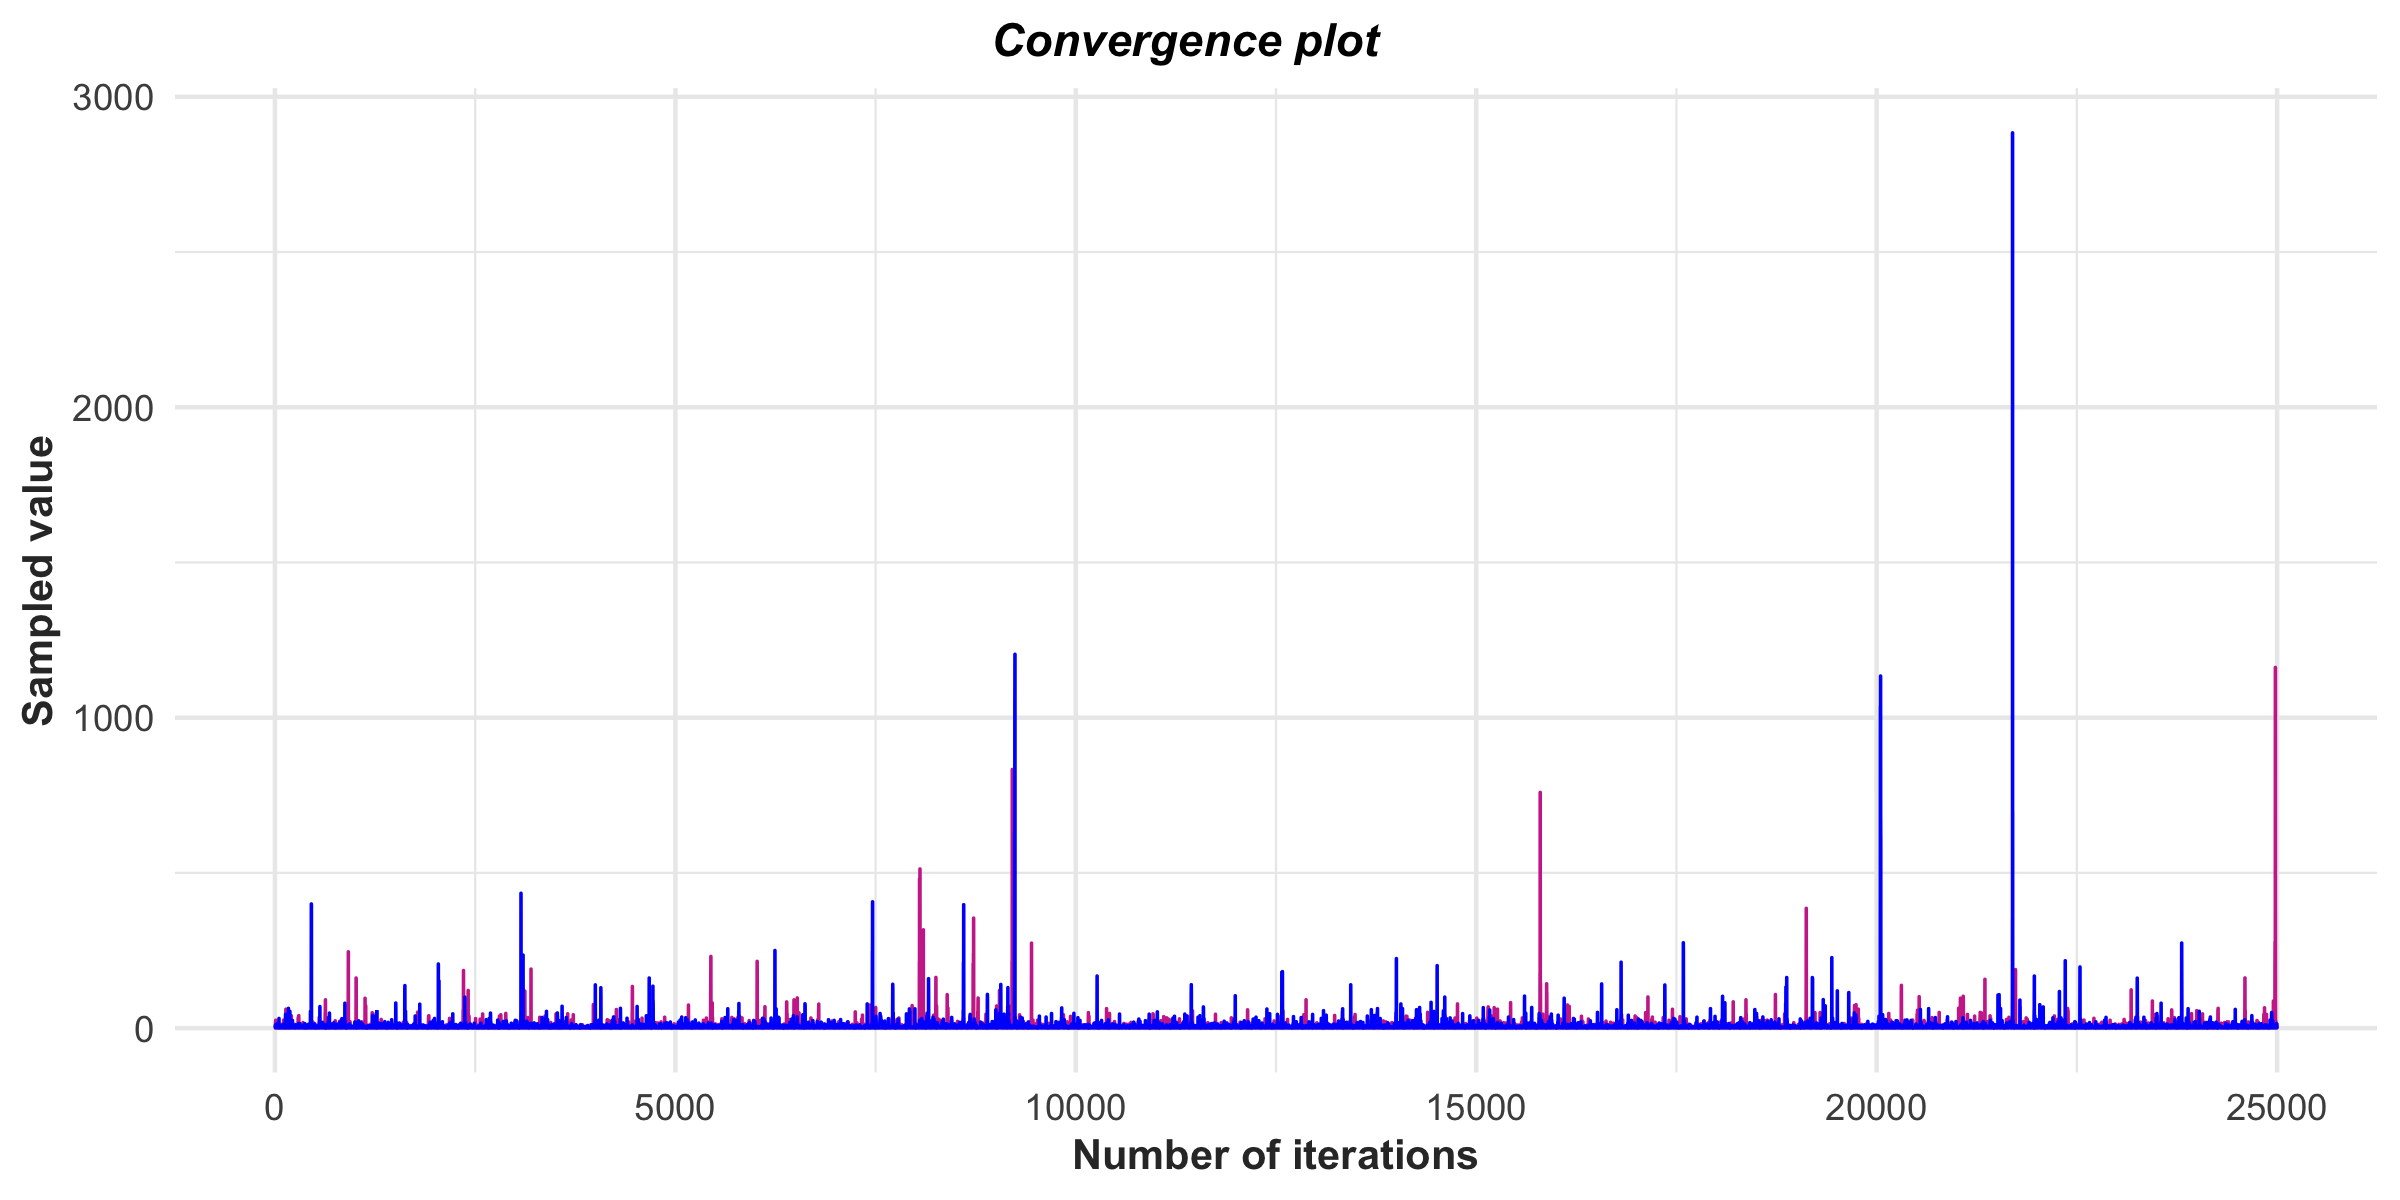 Convergence plot
Sampled value
3000
2000
1000
0
0 5000 10000 15000 20000 25000
Number of iterations